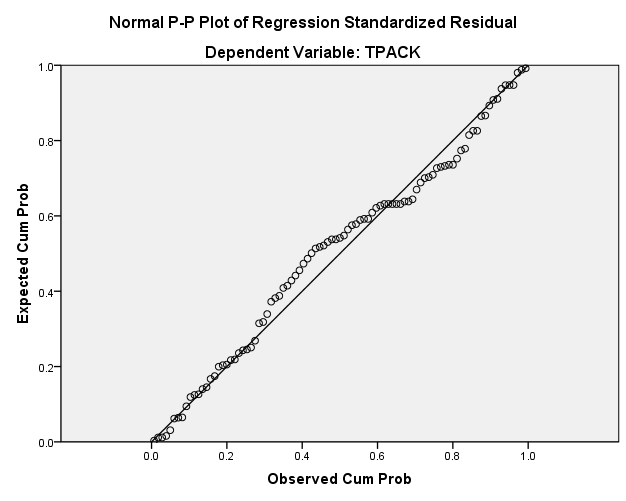 Normal P-P Plot of Regression Standardized Residual
Dependent Variable: TPACK
Expected Cum Prob
1.0
0.8
0.6
0.4
0.2
0.0
0.0 0.2 0.4 0.6 0.8 1.0
Observed Cum Prob